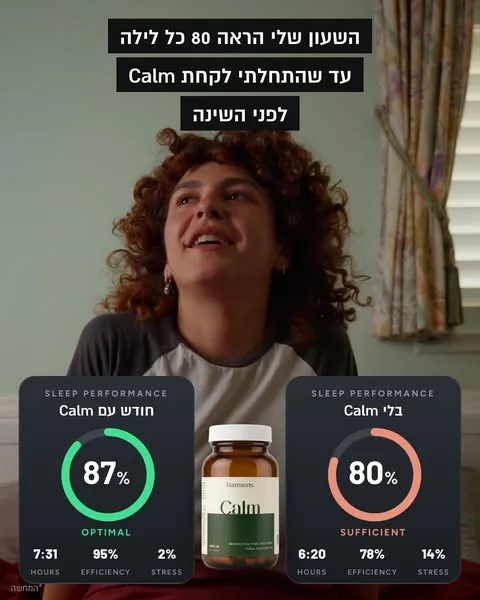 השעון שלי הראה 80 כל לילה
עד שהתחלתי לקחת Calm
לפני השינה
SLEEP PERFORMANCE
חודש עם Calm
87%
OPTIMAL
7:31 95% 2%
HOURS EFFICIENCY STRESS
Harmony.
Calm
SLEEP PERFORMANCE
בלי Calm
80%
SUFFICIENT
6:20 78% 14%
HOURS EFFICIENCY STRESS
*המחשה